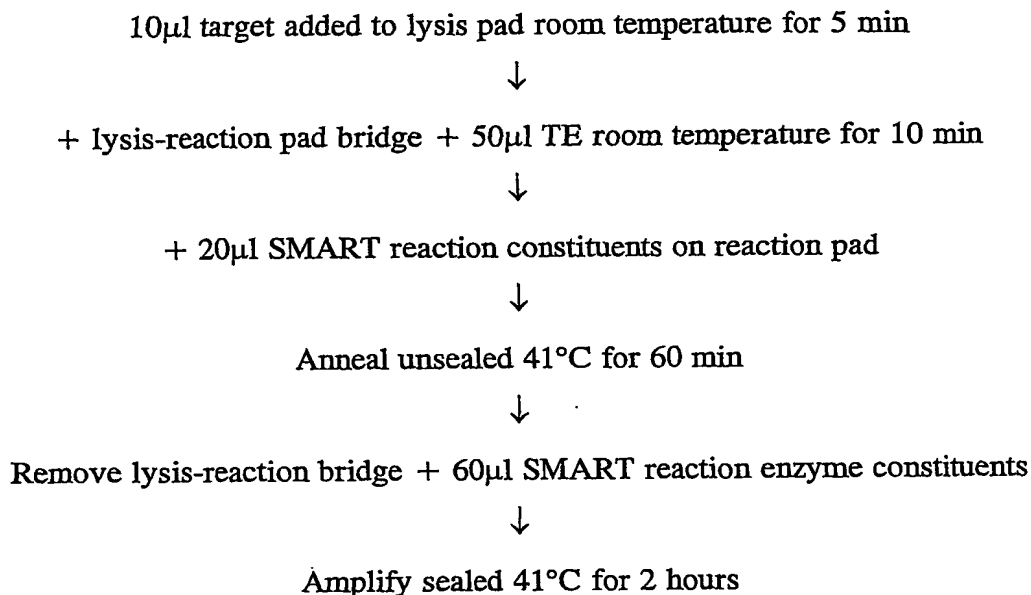 10µl target added to lysis pad room temperature for 5 min
↓
+ lysis-reaction pad bridge + 50µl TE room temperature for 10 min
↓
+ 20µl SMART reaction constituents on reaction pad
↓
Anneal unsealed 41°C for 60 min
↓
Remove lysis-reaction bridge + 60µl SMART reaction enzyme constituents
↓
Amplify sealed 41°C for 2 hours